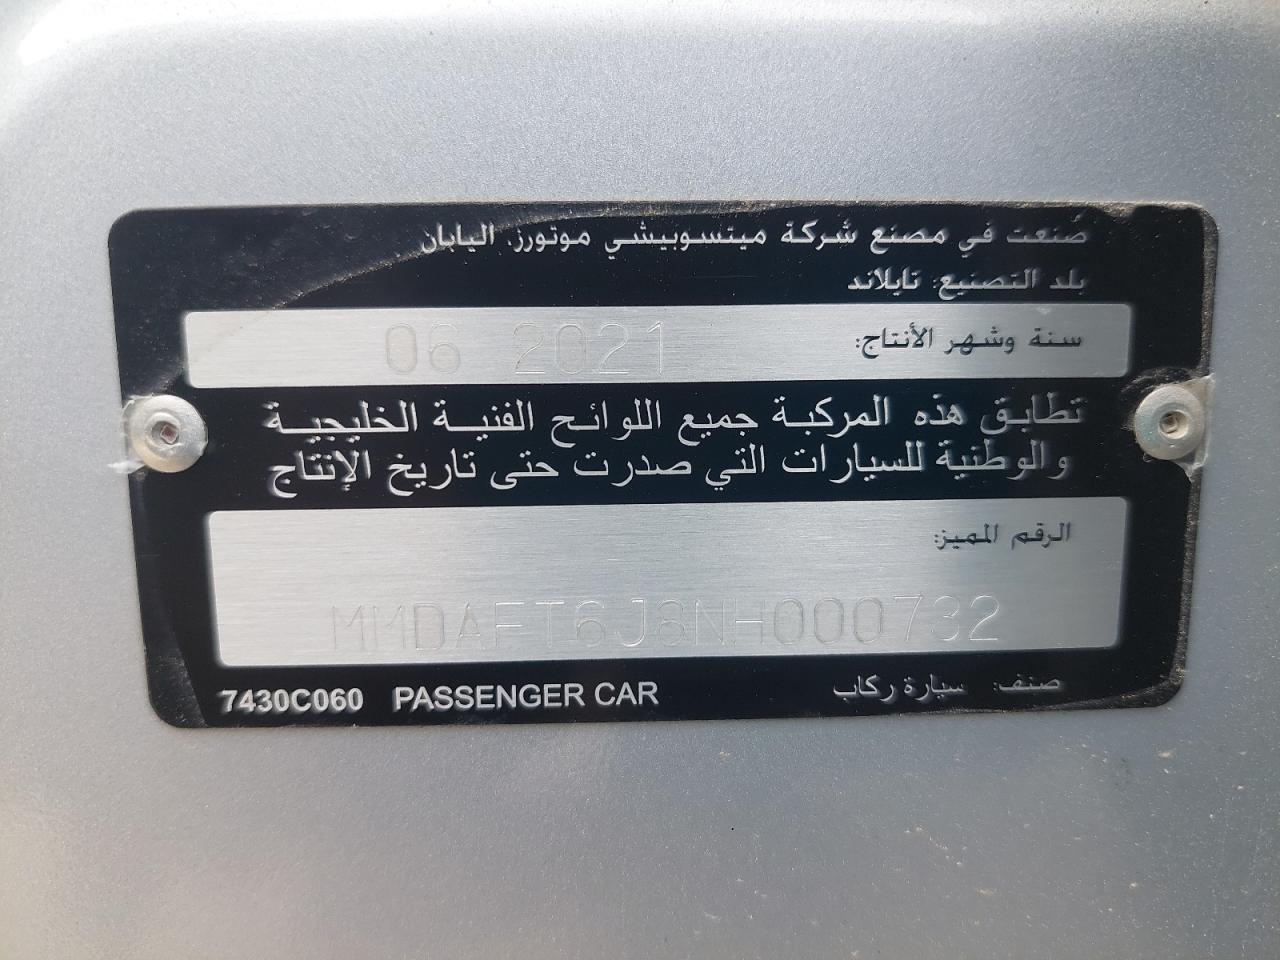 صُنعت في مصنع شركة ميتسوبيشي موتورز، اليابان
بلد التصنيع: تايلاند
سنة وشهر الأنتاج: 06 2021
تطابق هذه المركبة جميع اللوائح الفنية الخليجية
والوطنية للسيارات التي صدرت حتى تاريخ الإنتاج
الرقم المميز:
MMDAFT6J8NH000732
صنف: سيارة ركاب
7430C060 PASSENGER CAR